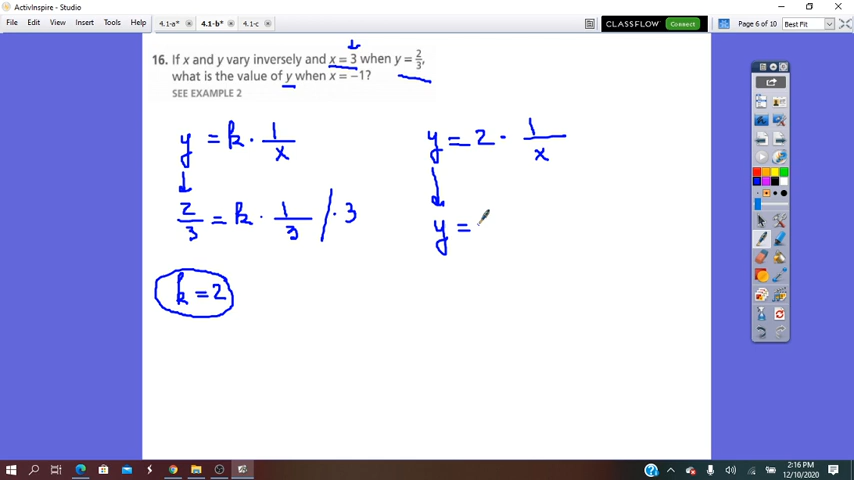 ActivInspire - Studio
File Edit View Insert Tools Help
4.1-a* 4.1-b* 4.1-c
CLASSFLOW Connect
Page 6 of 10 Best Fit
16. If x and y vary inversely and x = 3 when y = 2/3,
what is the value of y when x = −1?
SEE EXAMPLE 2
y = k · 1/x
y = 2 · 1/x
2/3 = k · 1/3 / · 3
y =
k = 2
2:16 PM
12/10/2020